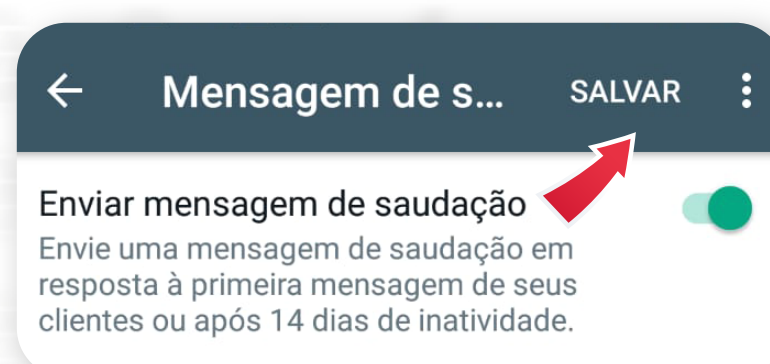 Mensagem de s... SALVAR
Enviar mensagem de saudação
Envie uma mensagem de saudação em
resposta à primeira mensagem de seus
clientes ou após 14 dias de inatividade.